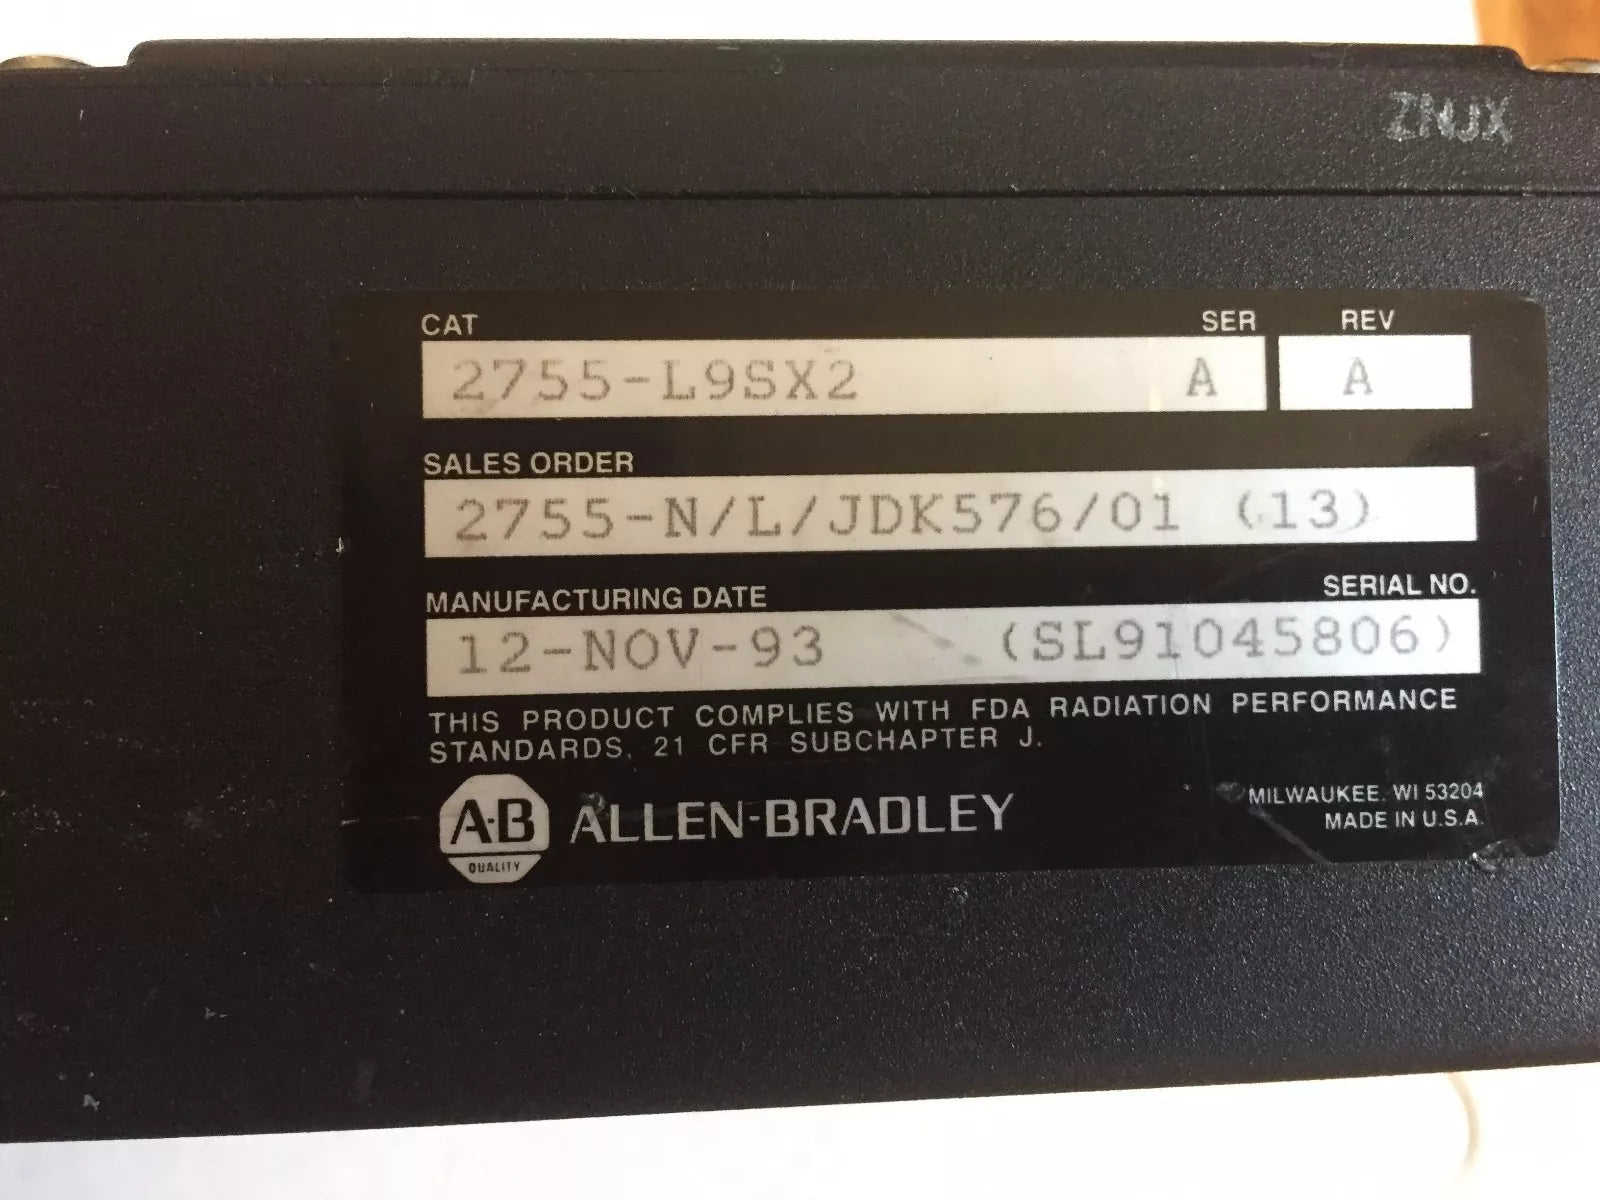 ZNJX
CAT SER REV
2755-L9SX2 A A
SALES ORDER
2755-N/L/JDK576/01 (13)
MANUFACTURING DATE SERIAL NO.
12-NOV-93 (SL91045806)
THIS PRODUCT COMPLIES WITH FDA RADIATION PERFORMANCE
STANDARDS, 21 CFR SUBCHAPTER J.
A-B QUALITY
ALLEN-BRADLEY
MILWAUKEE, WI 53204
MADE IN U.S.A.